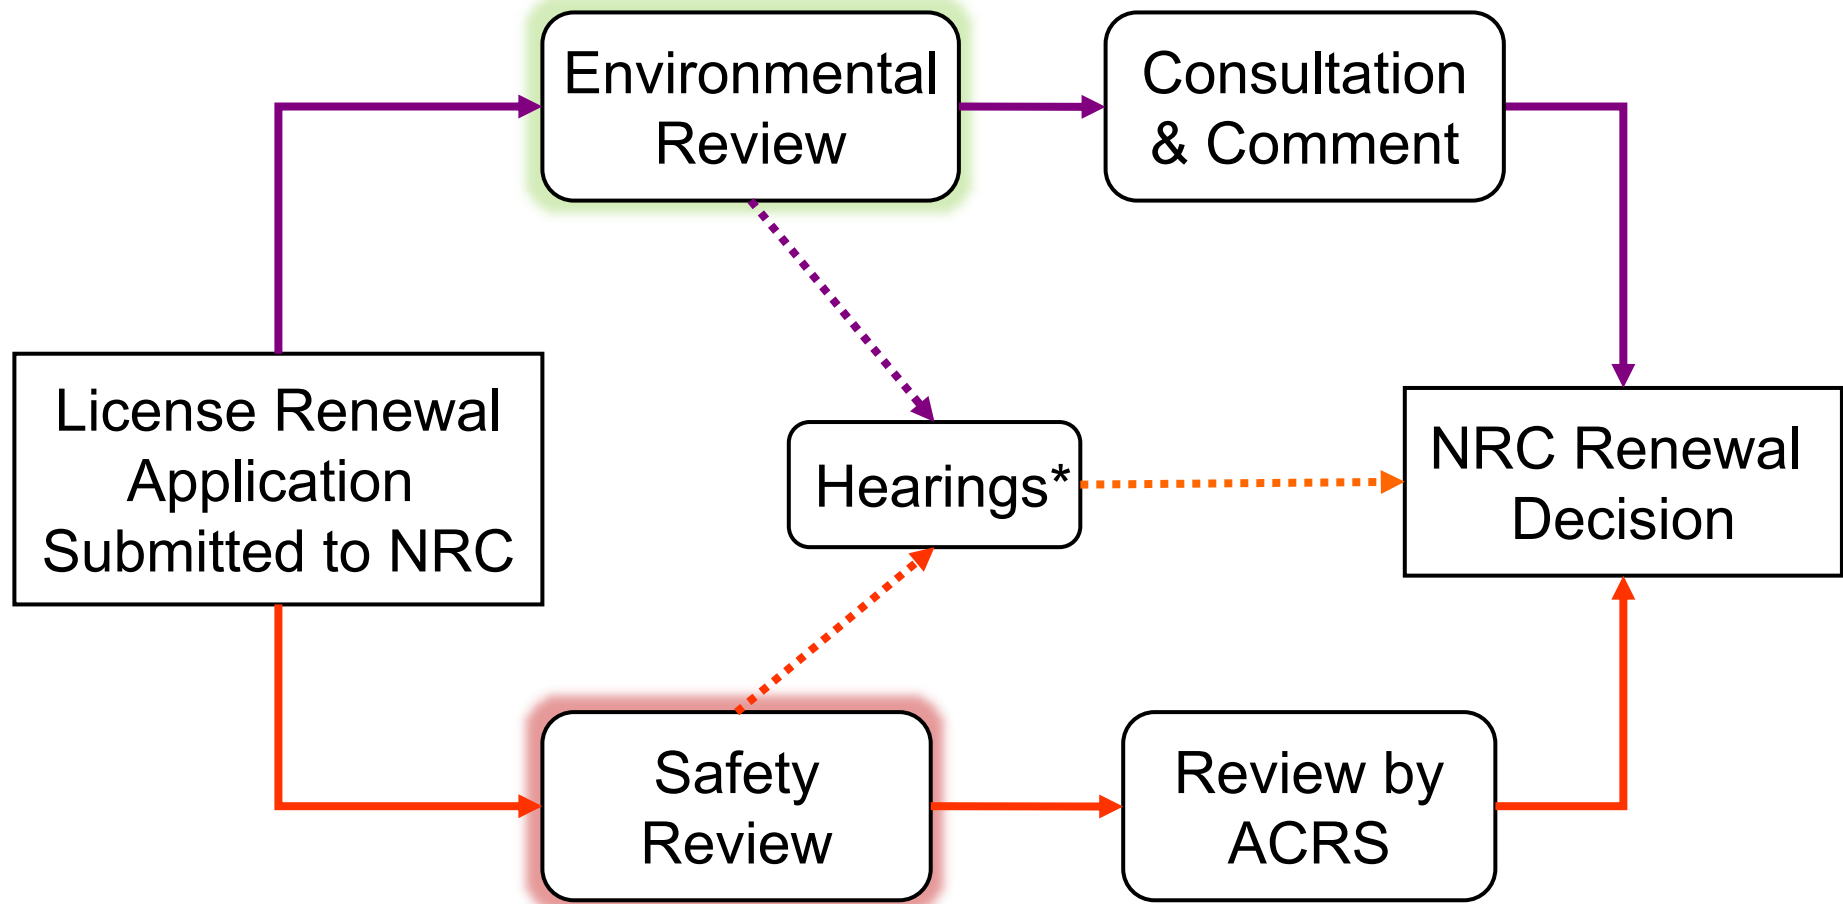 Environmental
Review
Consultation
& Comment
License Renewal
Application
Submitted to NRC
Hearings*
NRC Renewal
Decision
Safety
Review
Review by
ACRS